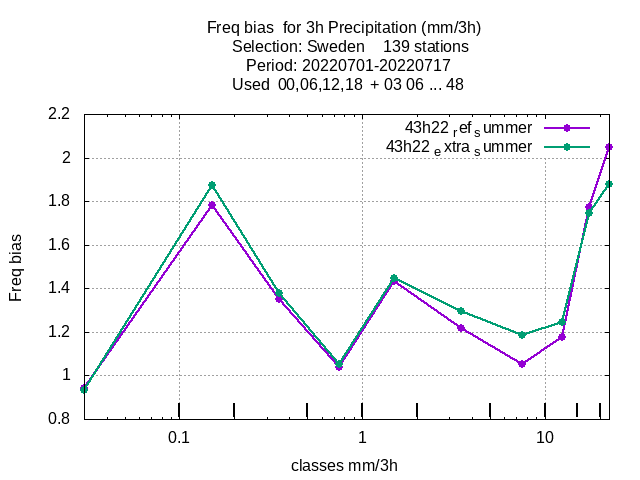 Freq bias  for 3h Precipitation (mm/3h)
Selection: Sweden    139 stations
Period: 20220701-20220717
Used  00,06,12,18  + 03 06 ... 48
43h22 ref summer
43h22 extra summer
Freq bias
2.2
2
1.8
1.6
1.4
1.2
1
0.8
0.1
1
10
classes mm/3h